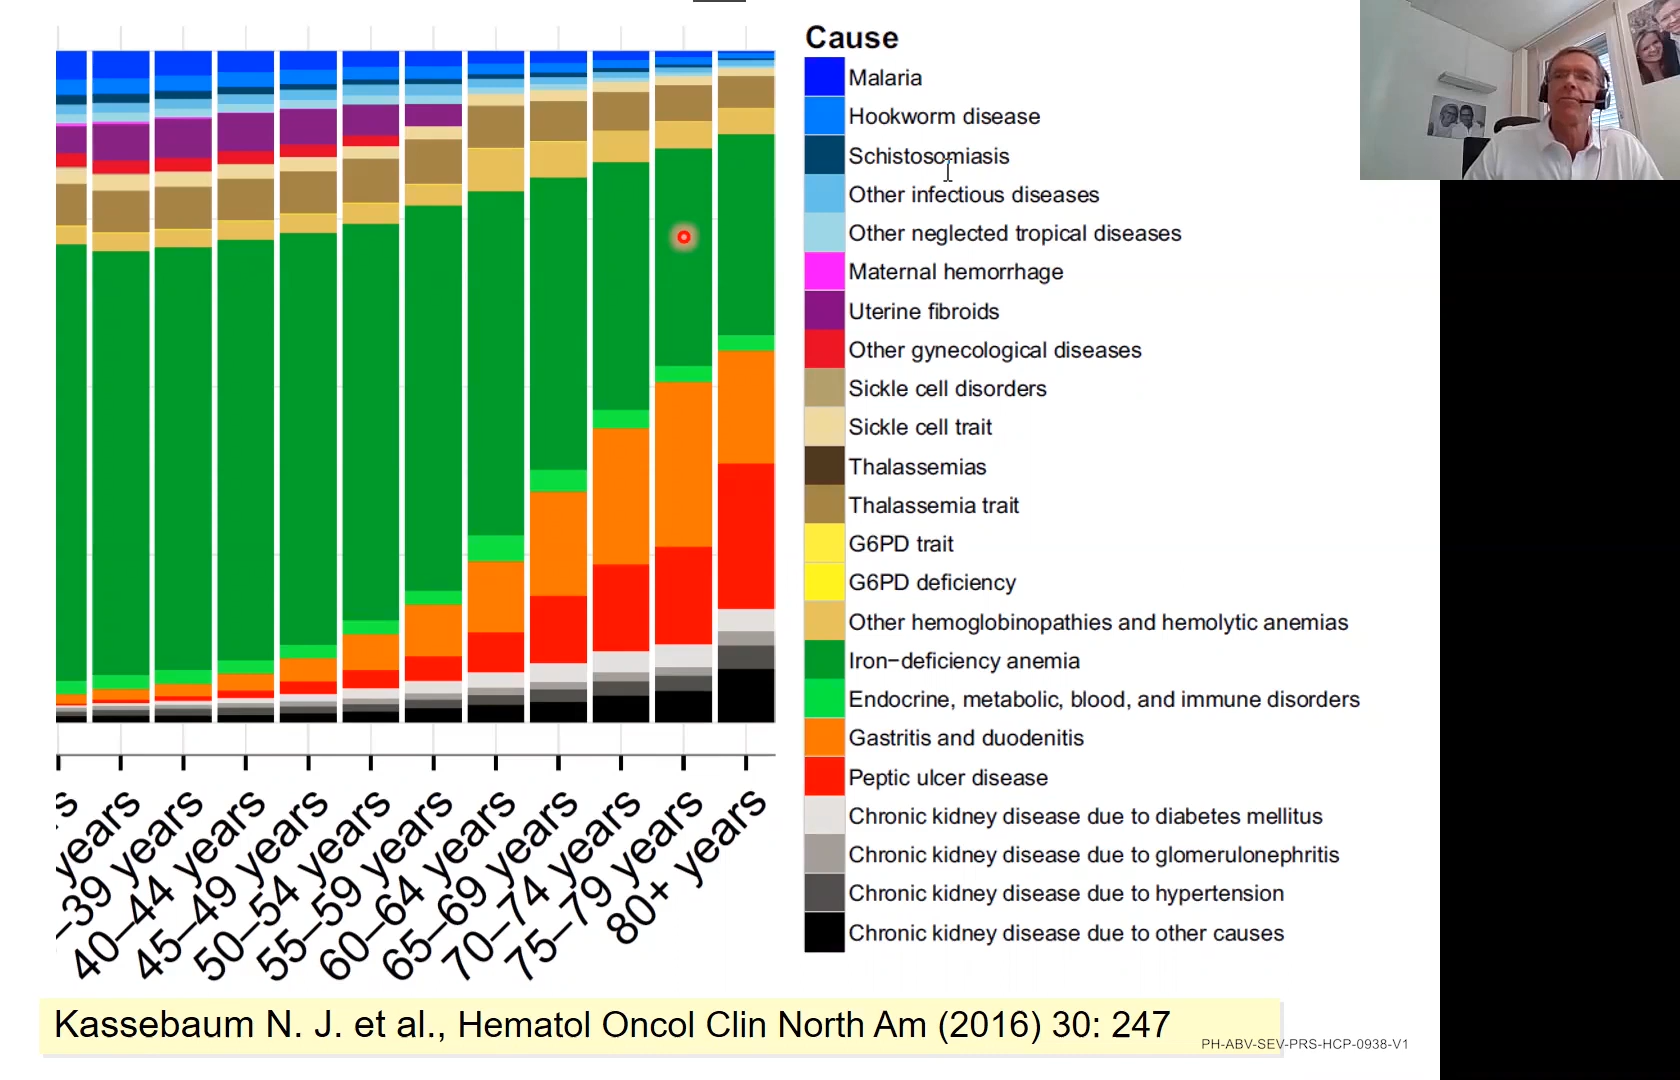 Cause
Malaria
Hookworm disease
Schistosomiasis
Other infectious diseases
Other neglected tropical diseases
Maternal hemorrhage
Uterine fibroids
Other gynecological diseases
Sickle cell disorders
Sickle cell trait
Thalassemias
Thalassemia trait
G6PD trait
G6PD deficiency
Other hemoglobinopathies and hemolytic anemias
Iron−deficiency anemia
Endocrine, metabolic, blood, and immune disorders
Gastritis and duodenitis
Peptic ulcer disease
Chronic kidney disease due to diabetes mellitus
Chronic kidney disease due to glomerulonephritis
Chronic kidney disease due to hypertension
Chronic kidney disease due to other causes
years
–39 years
40–44 years
45–49 years
50–54 years
55–59 years
60–64 years
65–69 years
70–74 years
75–79 years
80+ years
Kassebaum N. J. et al., Hematol Oncol Clin North Am (2016) 30: 247
PH-ABV-SEV-PRS-HCP-0938-V1